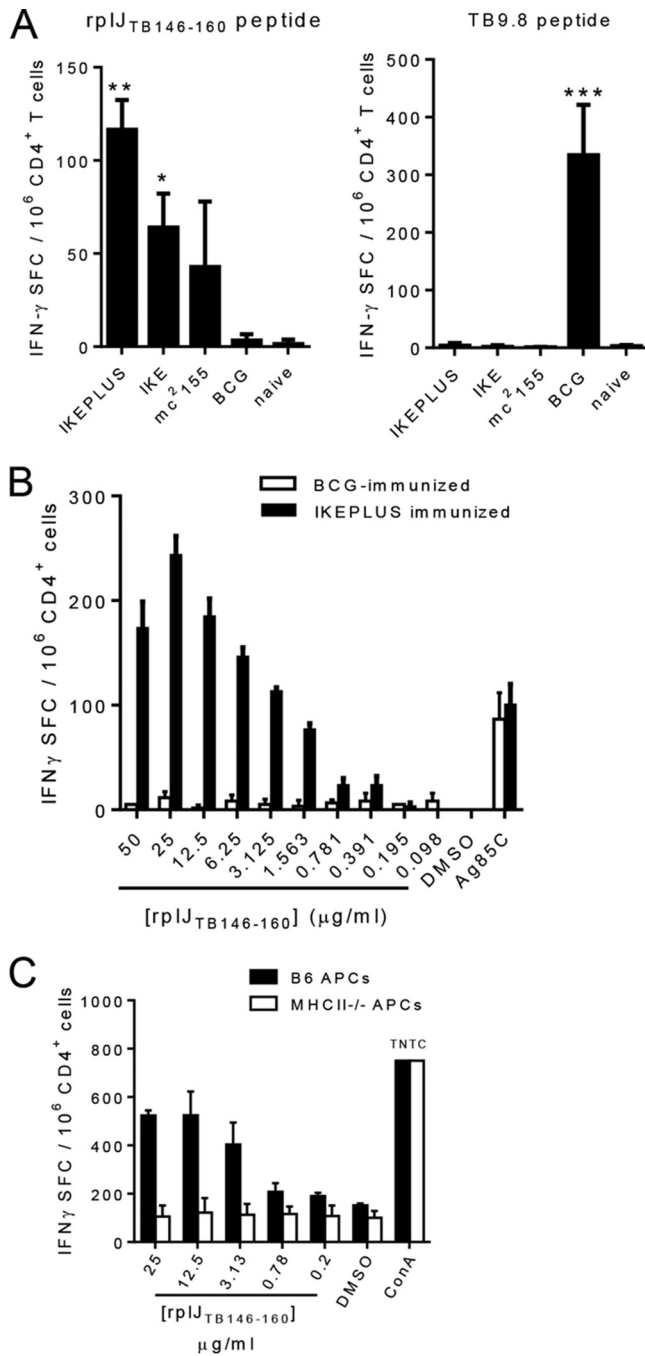 A
rplJTB146-160 peptide
TB9.8 peptide
IFN-γ SFC / 10⁶ CD4⁺ T cells
150
100
50
0
**
*
IKEPLUS
IKE
mc²155
BCG
naive
IFN-γ SFC / 10⁶ CD4⁺ T cells
500
400
300
200
100
0
***
IKEPLUS
IKE
mc²155
BCG
naive
B
BCG-immunized
IKEPLUS immunized
IFNγ SFC / 10⁶ CD4⁺ cells
300
200
100
0
50
25
12.5
6.25
3.125
1.563
0.781
0.391
0.195
0.098
DMSO
Ag85C
[rplJTB146-160] (µg/ml)
C
B6 APCs
MHCII-/- APCs
IFNγ SFC / 10⁶ CD4⁺ cells
1000
800
600
400
200
0
TNTC
25
12.5
3.13
0.78
0.2
DMSO
ConA
[rplJTB146-160]
µg/ml